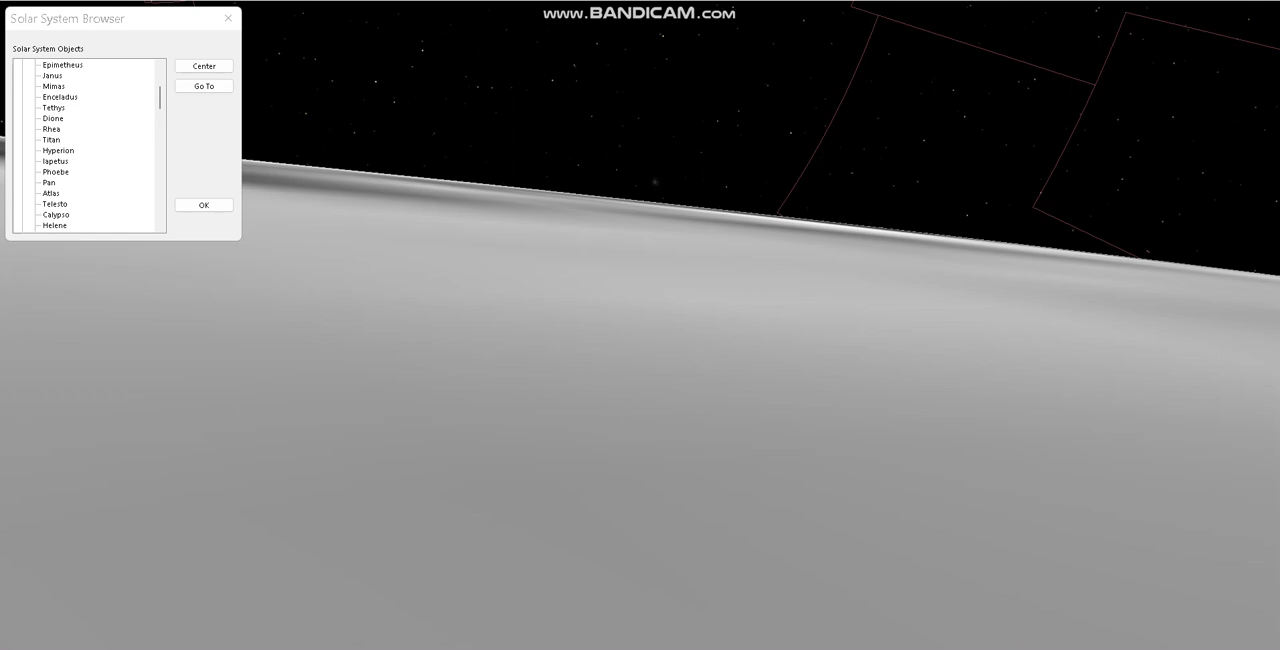 Solar System Browser
www.BANDICAM.com
Solar System Objects
Epimetheus
Janus
Mimas
Enceladus
Tethys
Dione
Rhea
Titan
Hyperion
Iapetus
Phoebe
Pan
Atlas
Telesto
Calypso
Helene
Center
Go To
OK